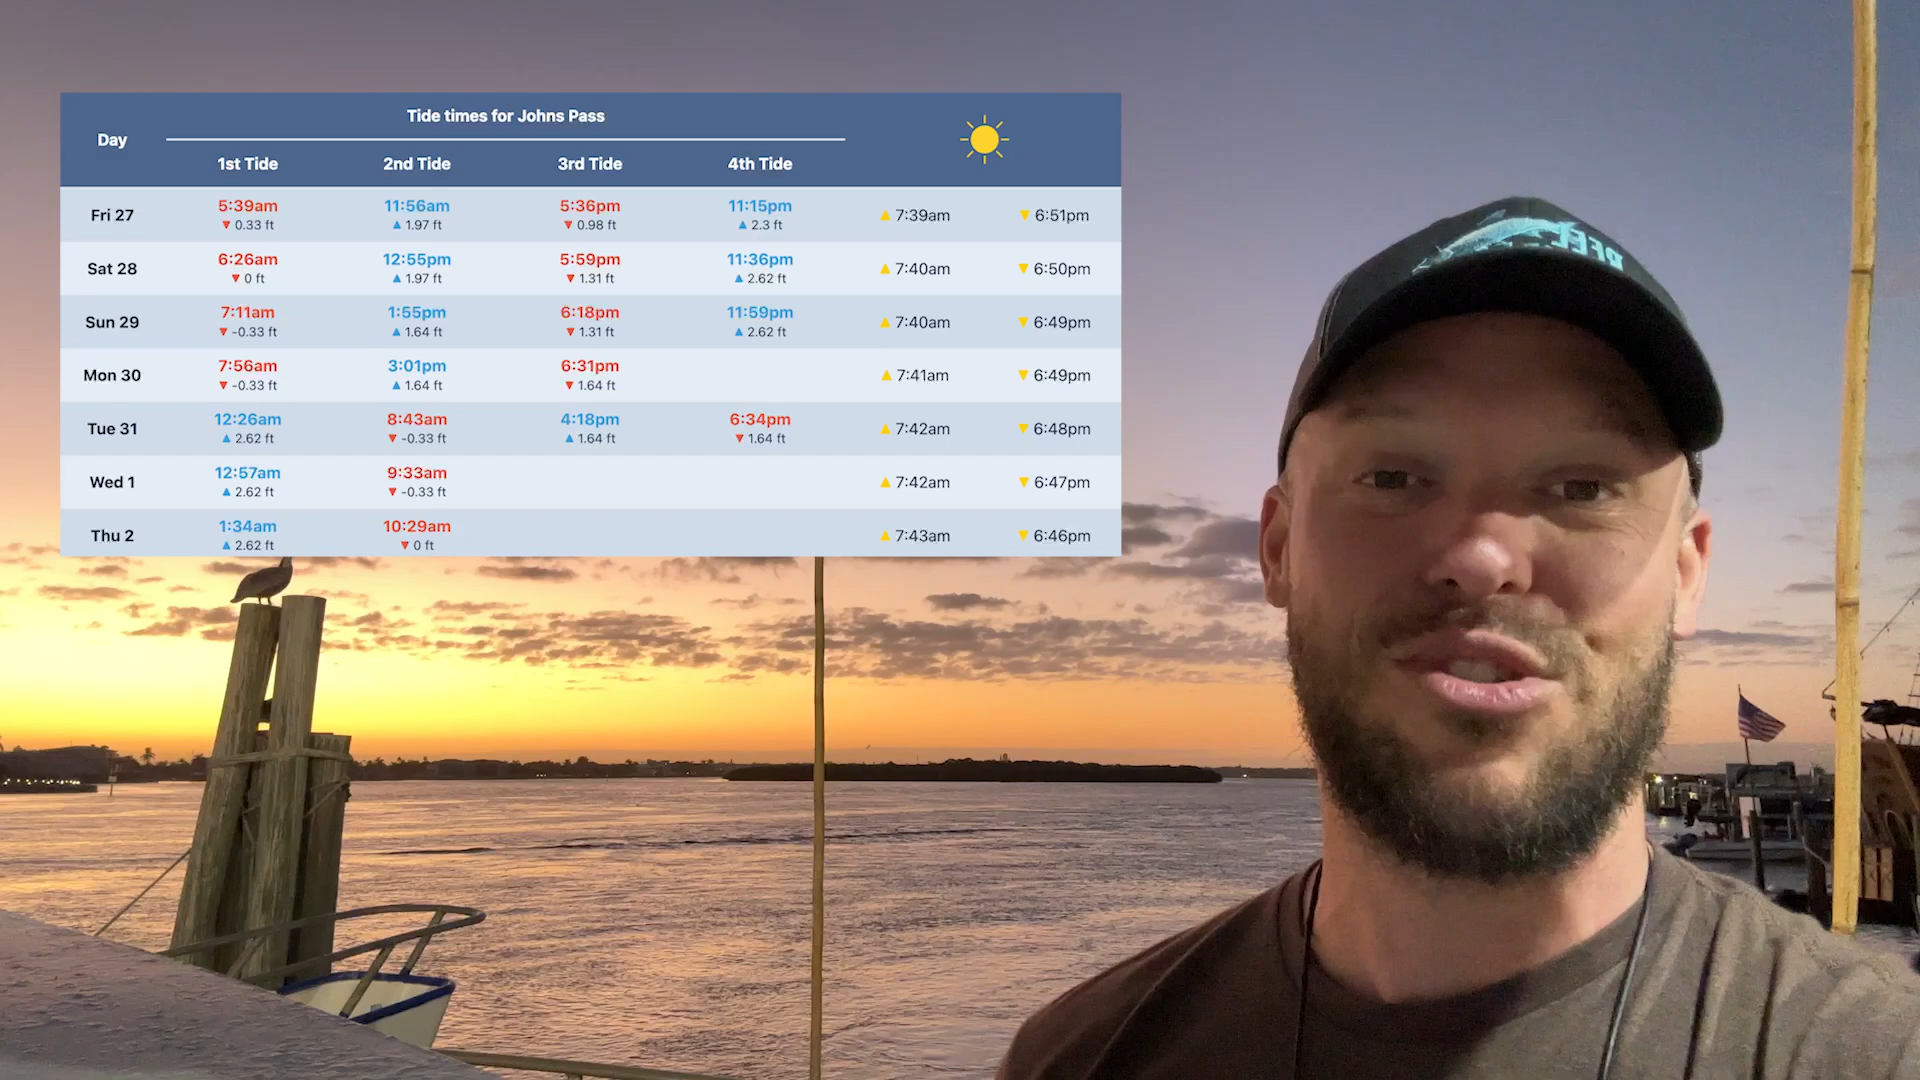 Tide times for Johns Pass
Day
1st Tide 2nd Tide 3rd Tide 4th Tide
Fri 27 5:39am 11:56am 5:36pm 11:15pm ▲ 7:39am ▼ 6:51pm
▼ 0.33 ft ▲ 1.97 ft ▼ 0.98 ft ▲ 2.3 ft
Sat 28 6:26am 12:55pm 5:59pm 11:36pm ▲ 7:40am ▼ 6:50pm
▼ 0 ft ▲ 1.97 ft ▼ 1.31 ft ▲ 2.62 ft
Sun 29 7:11am 1:55pm 6:18pm 11:59pm ▲ 7:40am ▼ 6:49pm
▼ -0.33 ft ▲ 1.64 ft ▼ 1.31 ft ▲ 2.62 ft
Mon 30 7:56am 3:01pm 6:31pm ▲ 7:41am ▼ 6:49pm
▼ -0.33 ft ▲ 1.64 ft ▼ 1.64 ft
Tue 31 12:26am 8:43am 4:18pm 6:34pm ▲ 7:42am ▼ 6:48pm
▲ 2.62 ft ▼ -0.33 ft ▲ 1.64 ft ▼ 1.64 ft
Wed 1 12:57am 9:33am ▲ 7:42am ▼ 6:47pm
▲ 2.62 ft ▼ -0.33 ft
Thu 2 1:34am 10:29am ▲ 7:43am ▼ 6:46pm
▲ 2.62 ft ▼ 0 ft
REEL